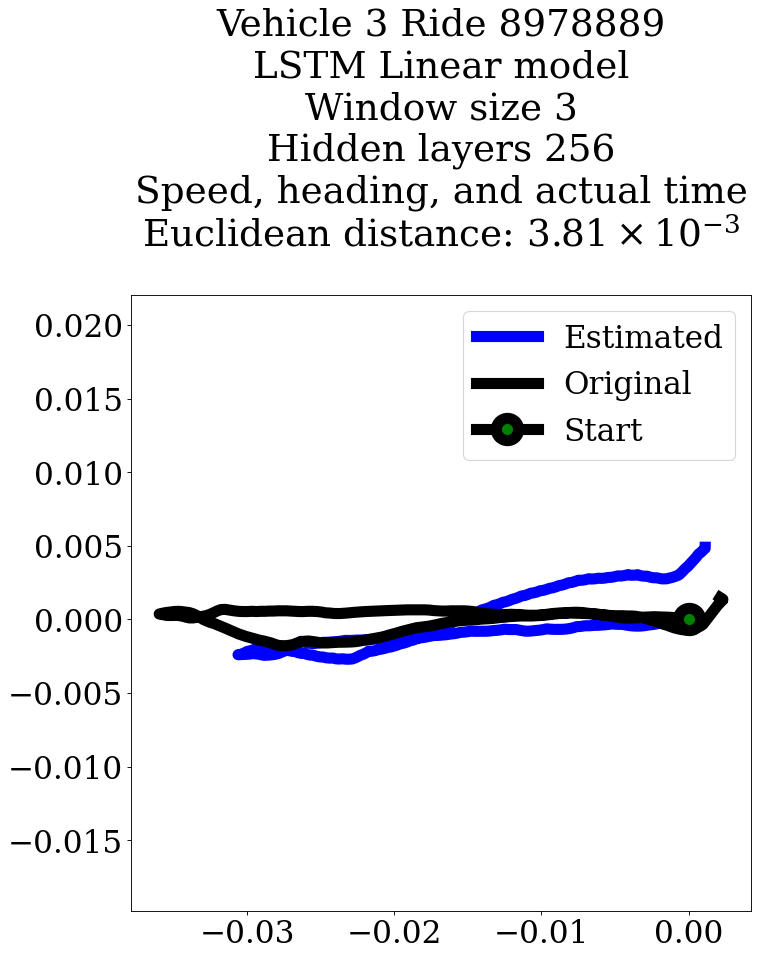 Vehicle 3 Ride 8978889
LSTM Linear model
Window size 3
Hidden layers 256
Speed, heading, and actual time
Euclidean distance: 3.81 × 10⁻³
Estimated
Original
Start
0.020
0.015
0.010
0.005
0.000
−0.005
−0.010
−0.015
−0.03 −0.02 −0.01 0.00